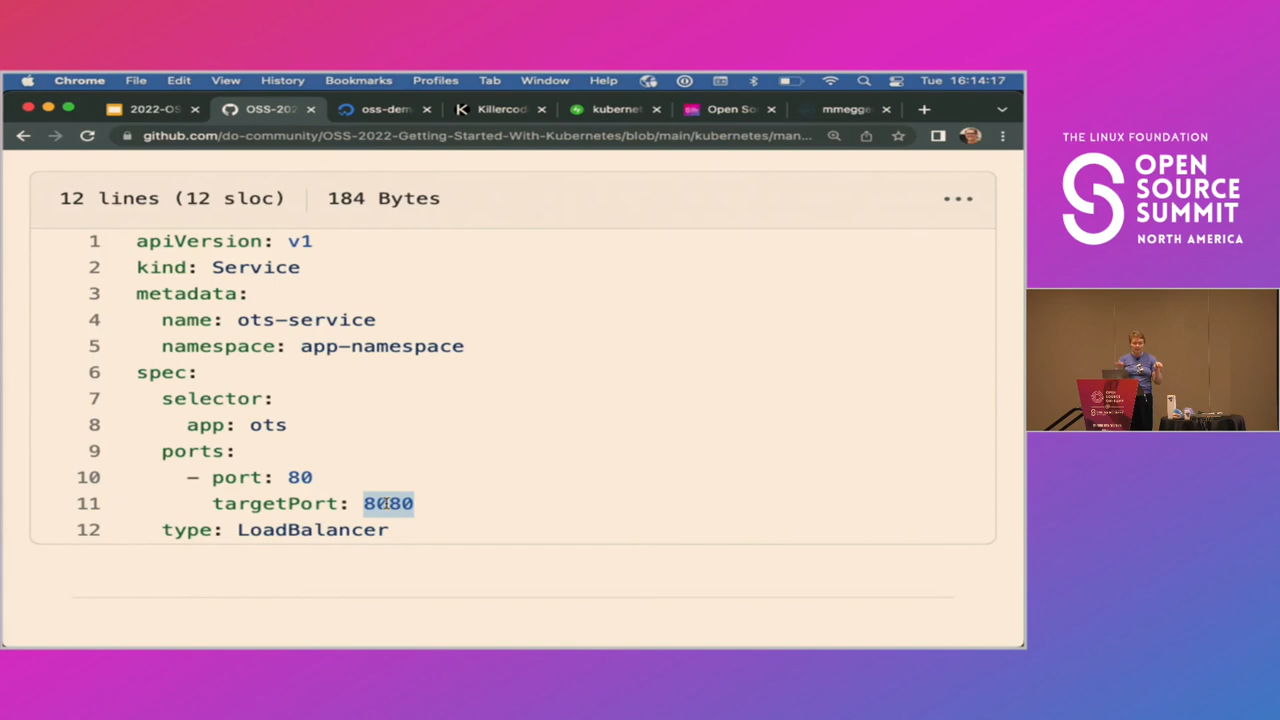 Chrome File Edit View History Bookmarks Profiles Tab Window Help Tue 16:14:17
2022-OS OSS-202 oss-dem Killercod kubernet Open So mmegge
github.com/do-community/OSS-2022-Getting-Started-With-Kubernetes/blob/main/kubernetes/man...
12 lines (12 sloc) 184 Bytes
1 apiVersion: v1
2 kind: Service
3 metadata:
4 name: ots-service
5 namespace: app-namespace
6 spec:
7 selector:
8 app: ots
9 ports:
10 - port: 80
11 targetPort: 8080
12 type: LoadBalancer
THE LINUX FOUNDATION
OPEN
SOURCE
SUMMIT
NORTH AMERICA